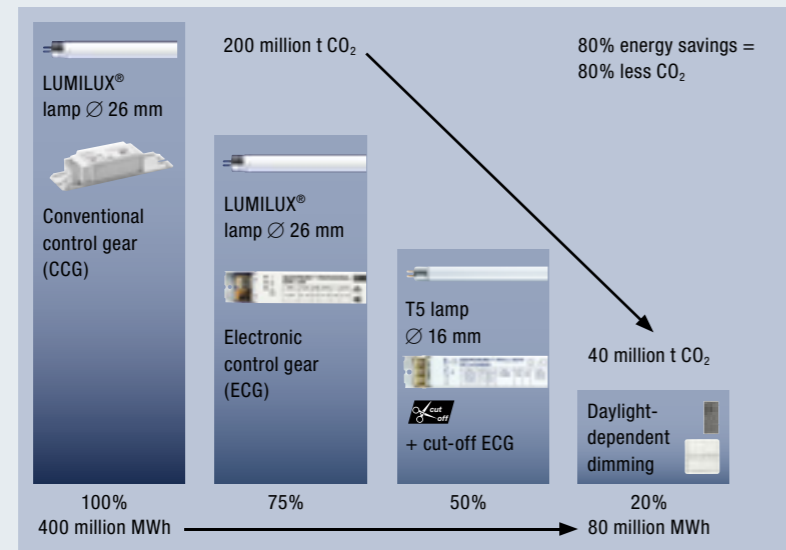 LUMILUX®
lamp ∅ 26 mm
Conventional
control gear
(CCG)
200 million t CO₂
80% energy savings =
80% less CO₂
LUMILUX®
lamp ∅ 26 mm
Electronic
control gear
(ECG)
T5 lamp
∅ 16 mm
cut
off
+ cut-off ECG
40 million t CO₂
Daylight-
dependent
dimming
100%
75%
50%
20%
400 million MWh
80 million MWh